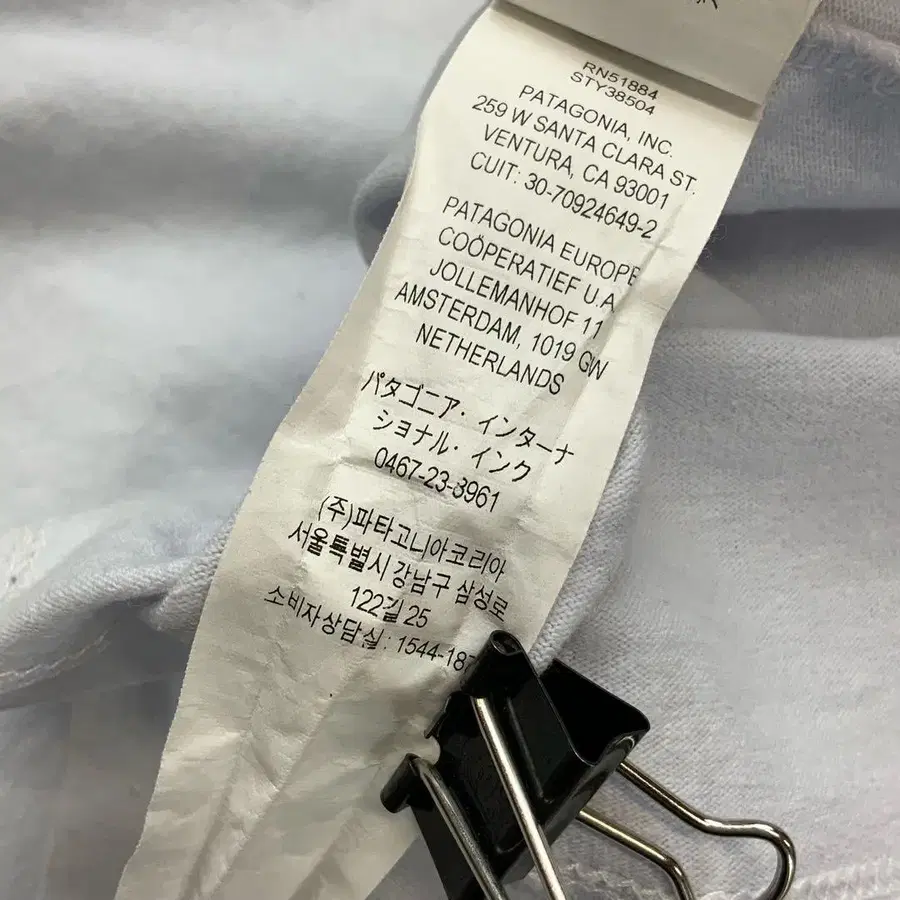 RN51884
STY38504
PATAGONIA, INC.
259 W SANTA CLARA ST.
VENTURA, CA 93001
CUIT: 30-70924649-2
PATAGONIA EUROPE
COÖPERATIEF U.A.
JOLLEMANHOF 11
AMSTERDAM, 1019 GW
NETHERLANDS
パタゴニア・インターナ
ショナル・インク
0467-23-8961
(주)파타고니아코리아
서울특별시 강남구 삼성로
122길 25
소비자상담실 : 1544-187